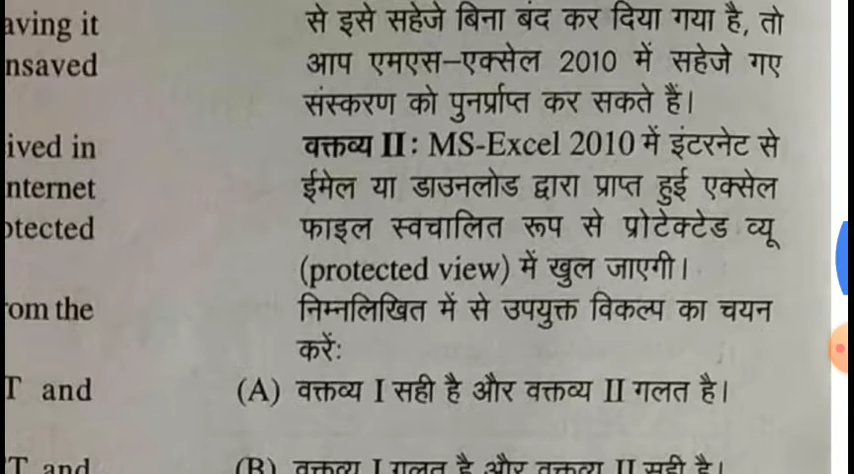 aving it
nsaved
ived in
nternet
otected
rom the
T and
T and
से इसे सहेजे बिना बंद कर दिया गया है, तो
आप एमएस–एक्सेल 2010 में सहेजे गए
संस्करण को पुनर्प्राप्त कर सकते हैं।
वक्तव्य II : MS-Excel 2010 में इंटरनेट से
ईमेल या डाउनलोड द्वारा प्राप्त हुई एक्सेल
फाइल स्वचालित रूप से प्रोटेक्टेड व्यू
(protected view) में खुल जाएगी।
निम्नलिखित में से उपयुक्त विकल्प का चयन
करें:
(A) वक्तव्य I सही है और वक्तव्य II गलत है।
(B) वक्तव्य I गलत है और वक्तव्य II सही है।